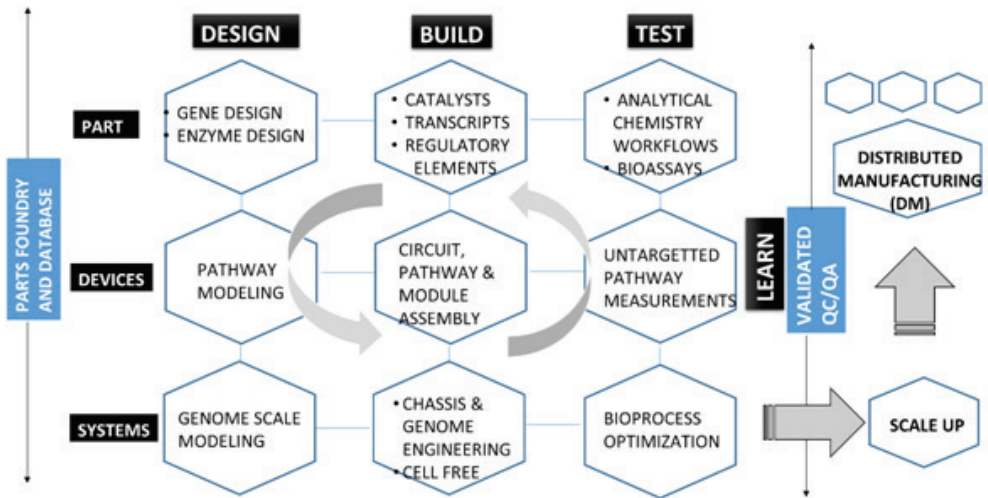 DESIGN
BUILD
TEST
PARTS FOUNDRY
AND DATABASE
PART
• GENE DESIGN
• ENZYME DESIGN
• CATALYSTS
• TRANSCRIPTS
• REGULATORY
ELEMENTS
• ANALYTICAL
CHEMISTRY
WORKFLOWS
• BIOASSAYS
DEVICES
PATHWAY
MODELING
CIRCUIT,
PATHWAY &
MODULE
ASSEMBLY
UNTARGETTED
PATHWAY
MEASUREMENTS
SYSTEMS
GENOME SCALE
MODELING
• CHASSIS &
GENOME
ENGINEERING
• CELL FREE
BIOPROCESS
OPTIMIZATION
LEARN
VALIDATED
QC/QA
DISTRIBUTED
MANUFACTURING
(DM)
SCALE UP